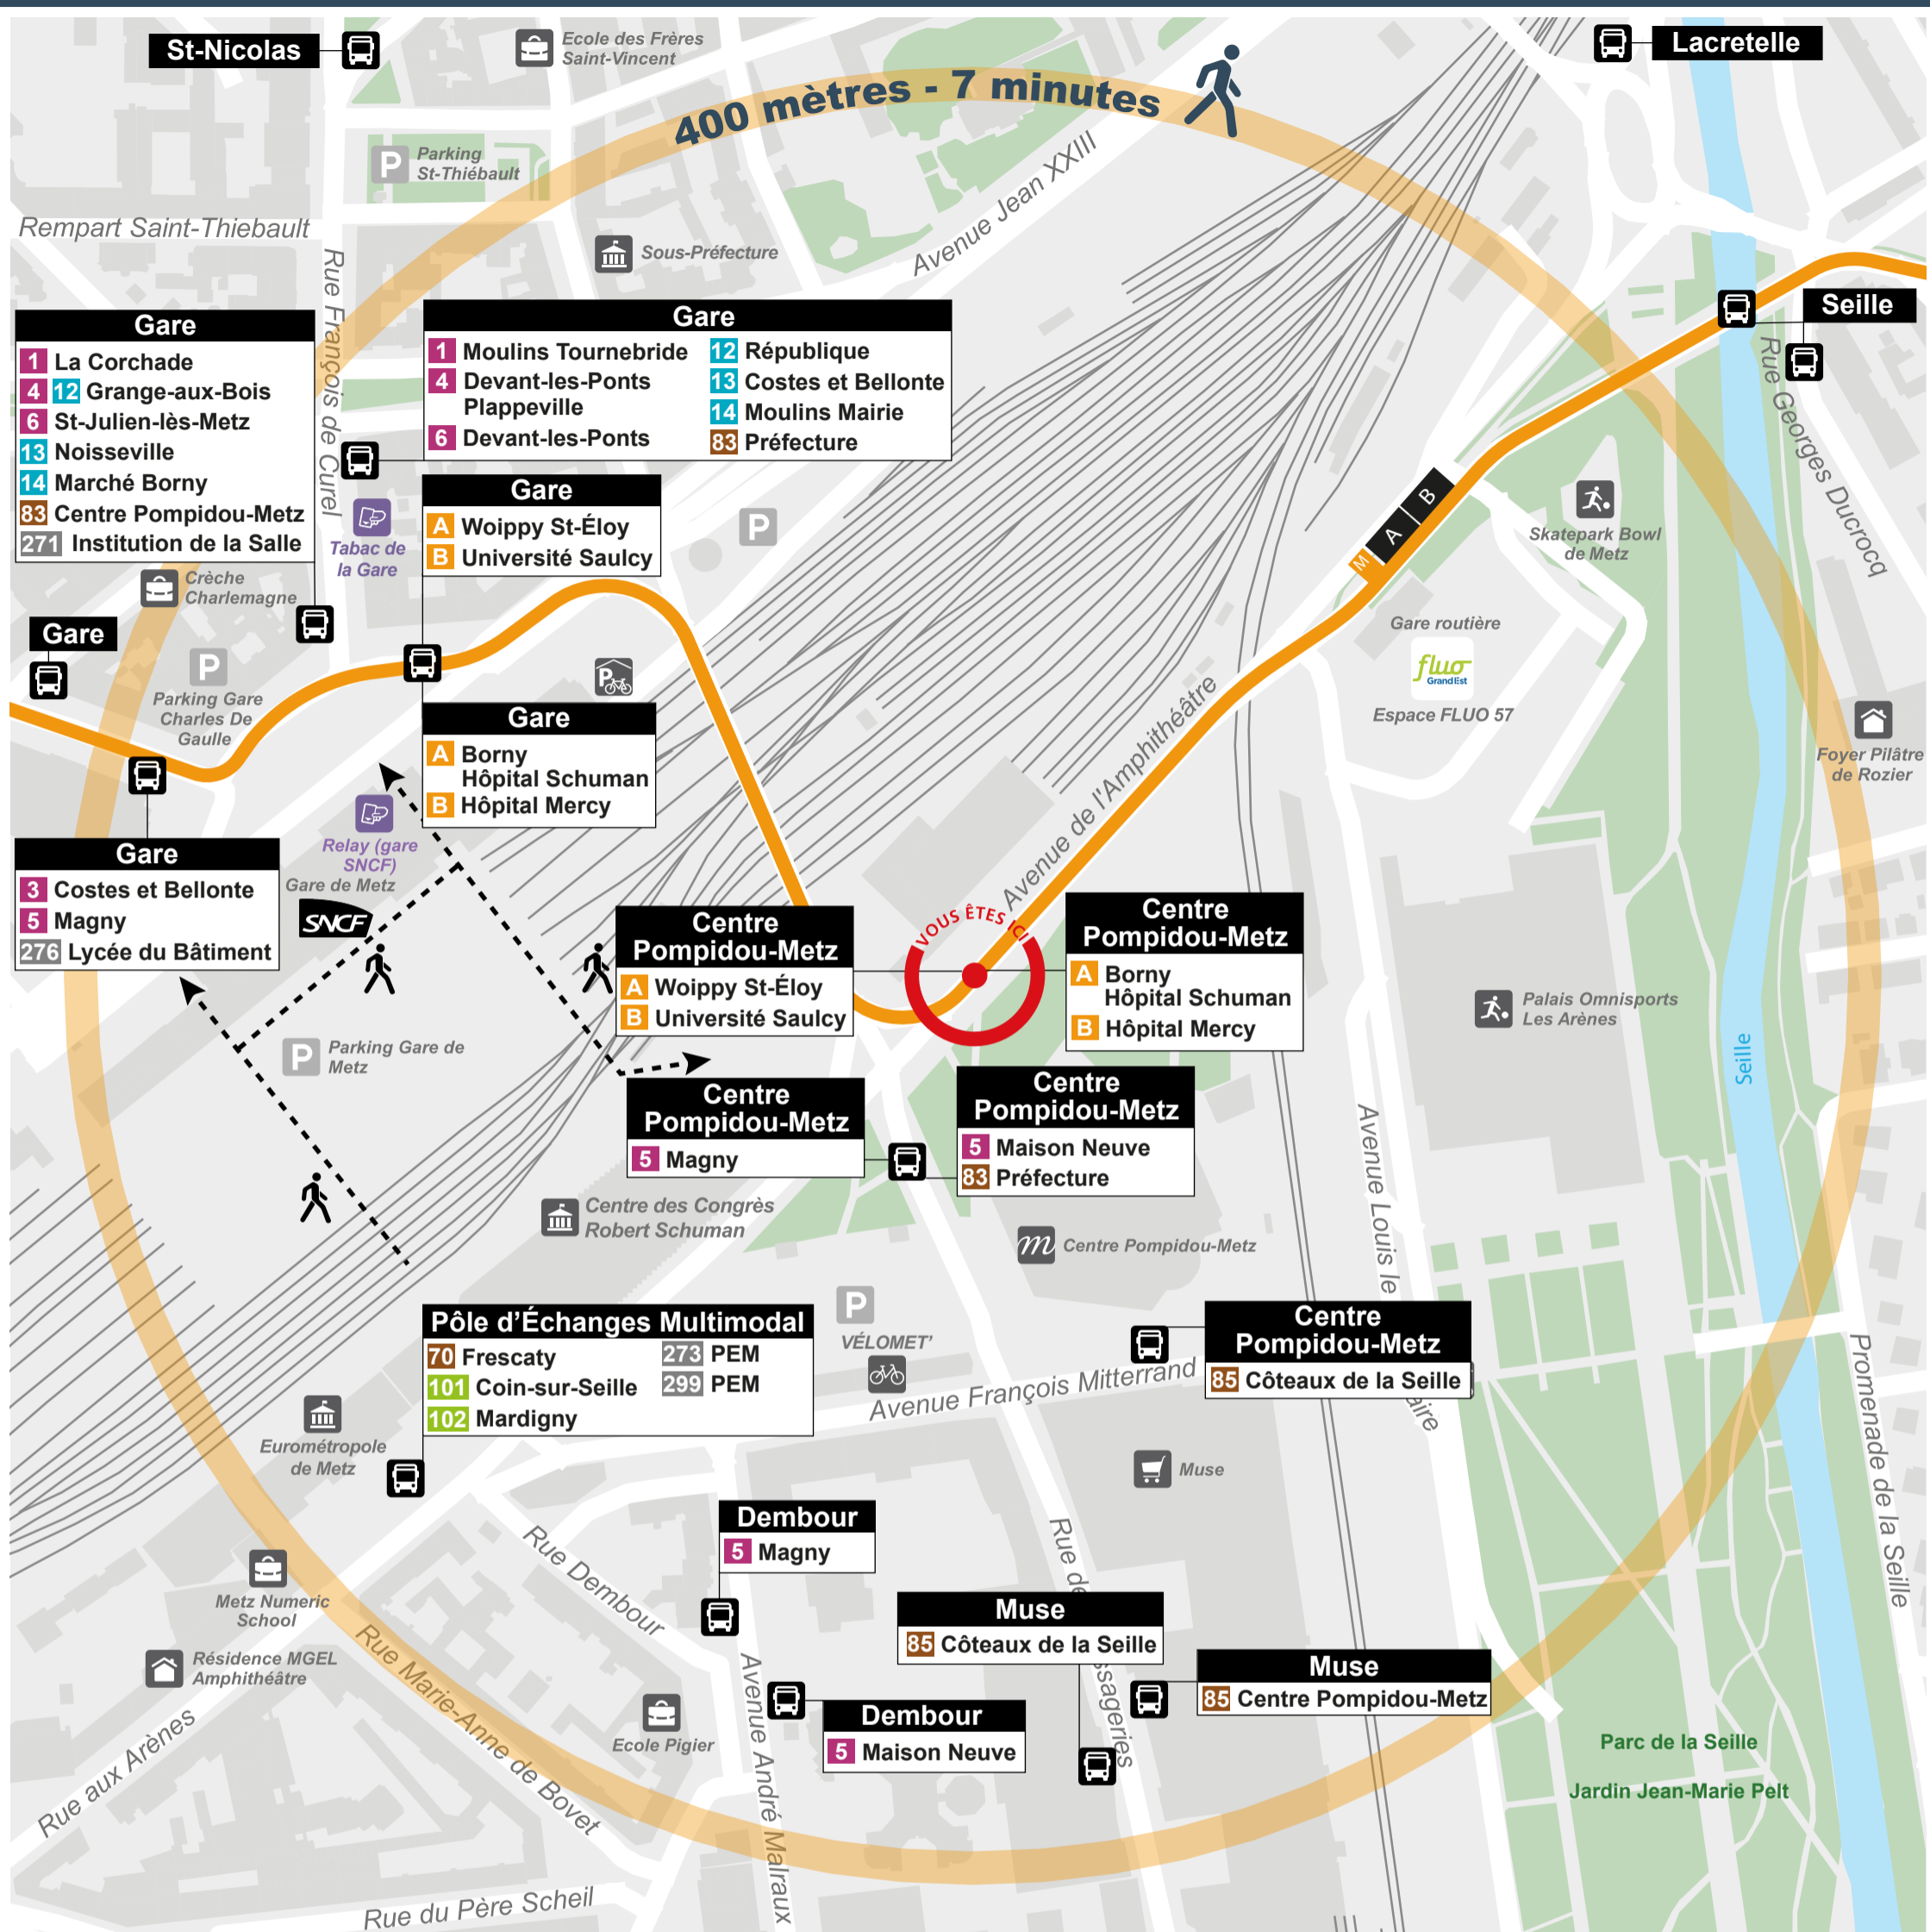 St-Nicolas
Ecole des Frères
Saint-Vincent
Lacretelle
400 mètres - 7 minutes
Parking
St-Thiébault
Avenue Jean XXIII
Rempart Saint-Thiebault
Sous-Préfecture
Rue François de Curel
Gare
1 La Corchade
4 12 Grange-aux-Bois
6 St-Julien-lès-Metz
13 Noisseville
14 Marché Borny
83 Centre Pompidou-Metz
271 Institution de la Salle
Gare
1 Moulins Tournebride
4 Devant-les-Ponts
Plappeville
6 Devant-les-Ponts
12 République
13 Costes et Bellonte
14 Moulins Mairie
83 Préfecture
Seille
Rue Georges Ducrocq
Gare
A Woippy St-Éloy
B Université Saulcy
P
Tabac de
la Gare
M A B
Skatepark Bowl
de Metz
Crèche
Charlemagne
Gare
P
Parking Gare
Charles De
Gaulle
P
Gare routière
fluo
GrandEst
Espace FLUO 57
Foyer Pilâtre
de Rozier
Gare
A Borny
Hôpital Schuman
B Hôpital Mercy
Avenue de l'Amphithéâtre
Relay (gare
SNCF)
Gare de Metz
SNCF
Gare
3 Costes et Bellonte
5 Magny
276 Lycée du Bâtiment
Centre
Pompidou-Metz
A Woippy St-Éloy
B Université Saulcy
VOUS ÊTES ICI
Centre
Pompidou-Metz
A Borny
Hôpital Schuman
B Hôpital Mercy
Palais Omnisports
Les Arènes
Seille
P
Parking Gare de
Metz
Centre
Pompidou-Metz
5 Magny
Centre
Pompidou-Metz
5 Maison Neuve
83 Préfecture
Avenue Louis le
aire
Centre des Congrès
Robert Schuman
m
Centre Pompidou-Metz
P
VÉLOMET'
Pôle d'Échanges Multimodal
70 Frescaty
101 Coin-sur-Seille
102 Mardigny
273 PEM
299 PEM
Avenue François Mitterrand
Centre
Pompidou-Metz
85 Côteaux de la Seille
Promenade de la Seille
Eurométropole
de Metz
Muse
Dembour
5 Magny
Rue Dembour
Rue de
ssageries
Metz Numeric
School
Résidence MGEL
Amphithéâtre
Muse
85 Côteaux de la Seille
Muse
85 Centre Pompidou-Metz
Rue Marie-Anne de Bovet
Avenue André Malraux
Ecole Pigier
Dembour
5 Maison Neuve
Rue aux Arènes
Parc de la Seille
Jardin Jean-Marie Pelt
Rue du Père Scheil
P